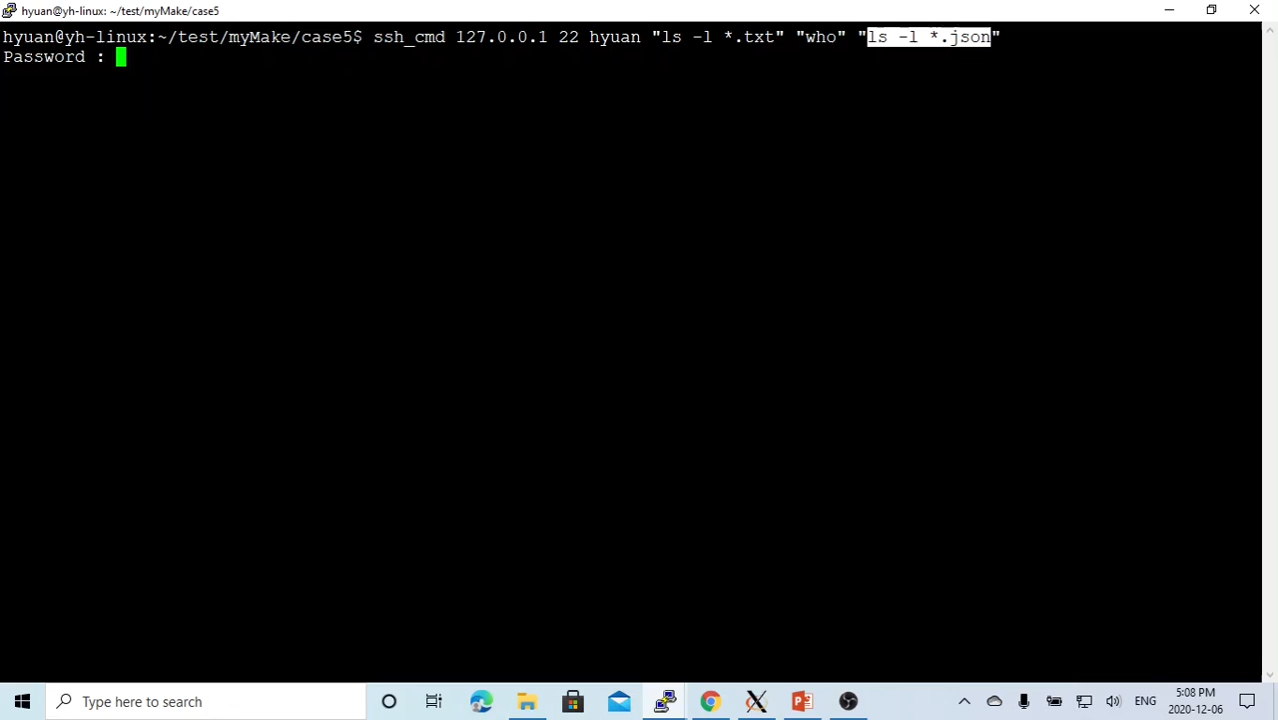 hyuan@yh-linux: ~/test/myMake/case5
hyuan@yh-linux:~/test/myMake/case5$ ssh_cmd 127.0.0.1 22 hyuan "ls -l *.txt" "who" "ls -l *.json"
Password :
Type here to search
ENG
5:08 PM
2020-12-06